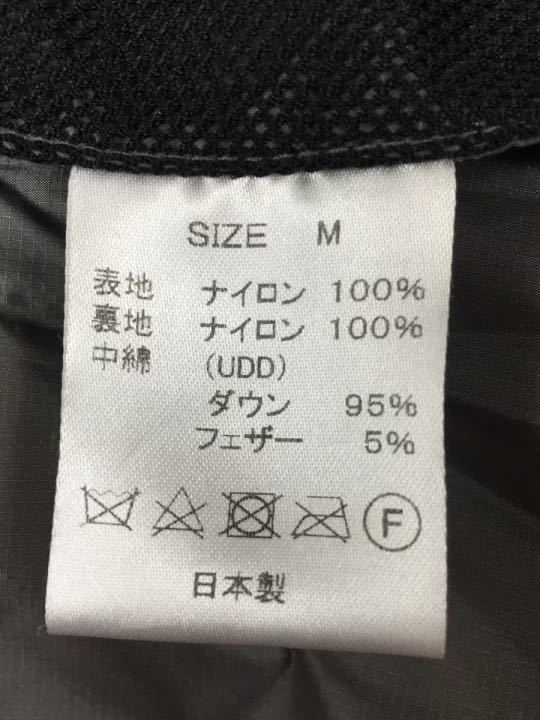 SIZE M
表地 ナイロン 100%
裏地 ナイロン 100%
中綿 (UDD)
ダウン 95%
フェザー 5%
F
日本製